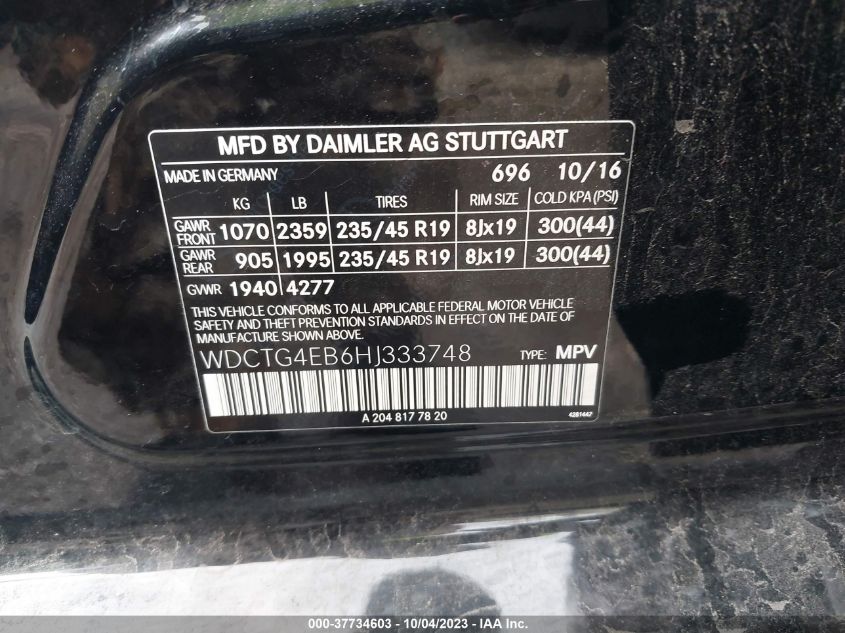 MFD BY DAIMLER AG STUTTGART
MADE IN GERMANY 696 10/16
KG LB TIRES RIM SIZE COLD KPA (PSI)
GAWR FRONT 1070 2359 235/45 R19 8Jx19 300(44)
GAWR REAR 905 1995 235/45 R19 8Jx19 300(44)
GVWR 1940 4277
THIS VEHICLE CONFORMS TO ALL APPLICABLE FEDERAL MOTOR VEHICLE
SAFETY AND THEFT PREVENTION STANDARDS IN EFFECT ON THE DATE OF
MANUFACTURE SHOWN ABOVE.
WDCTG4EB6HJ333748 TYPE: MPV
A 204 817 78 20 4281447
000-37734603 - 10/04/2023 - IAA Inc.